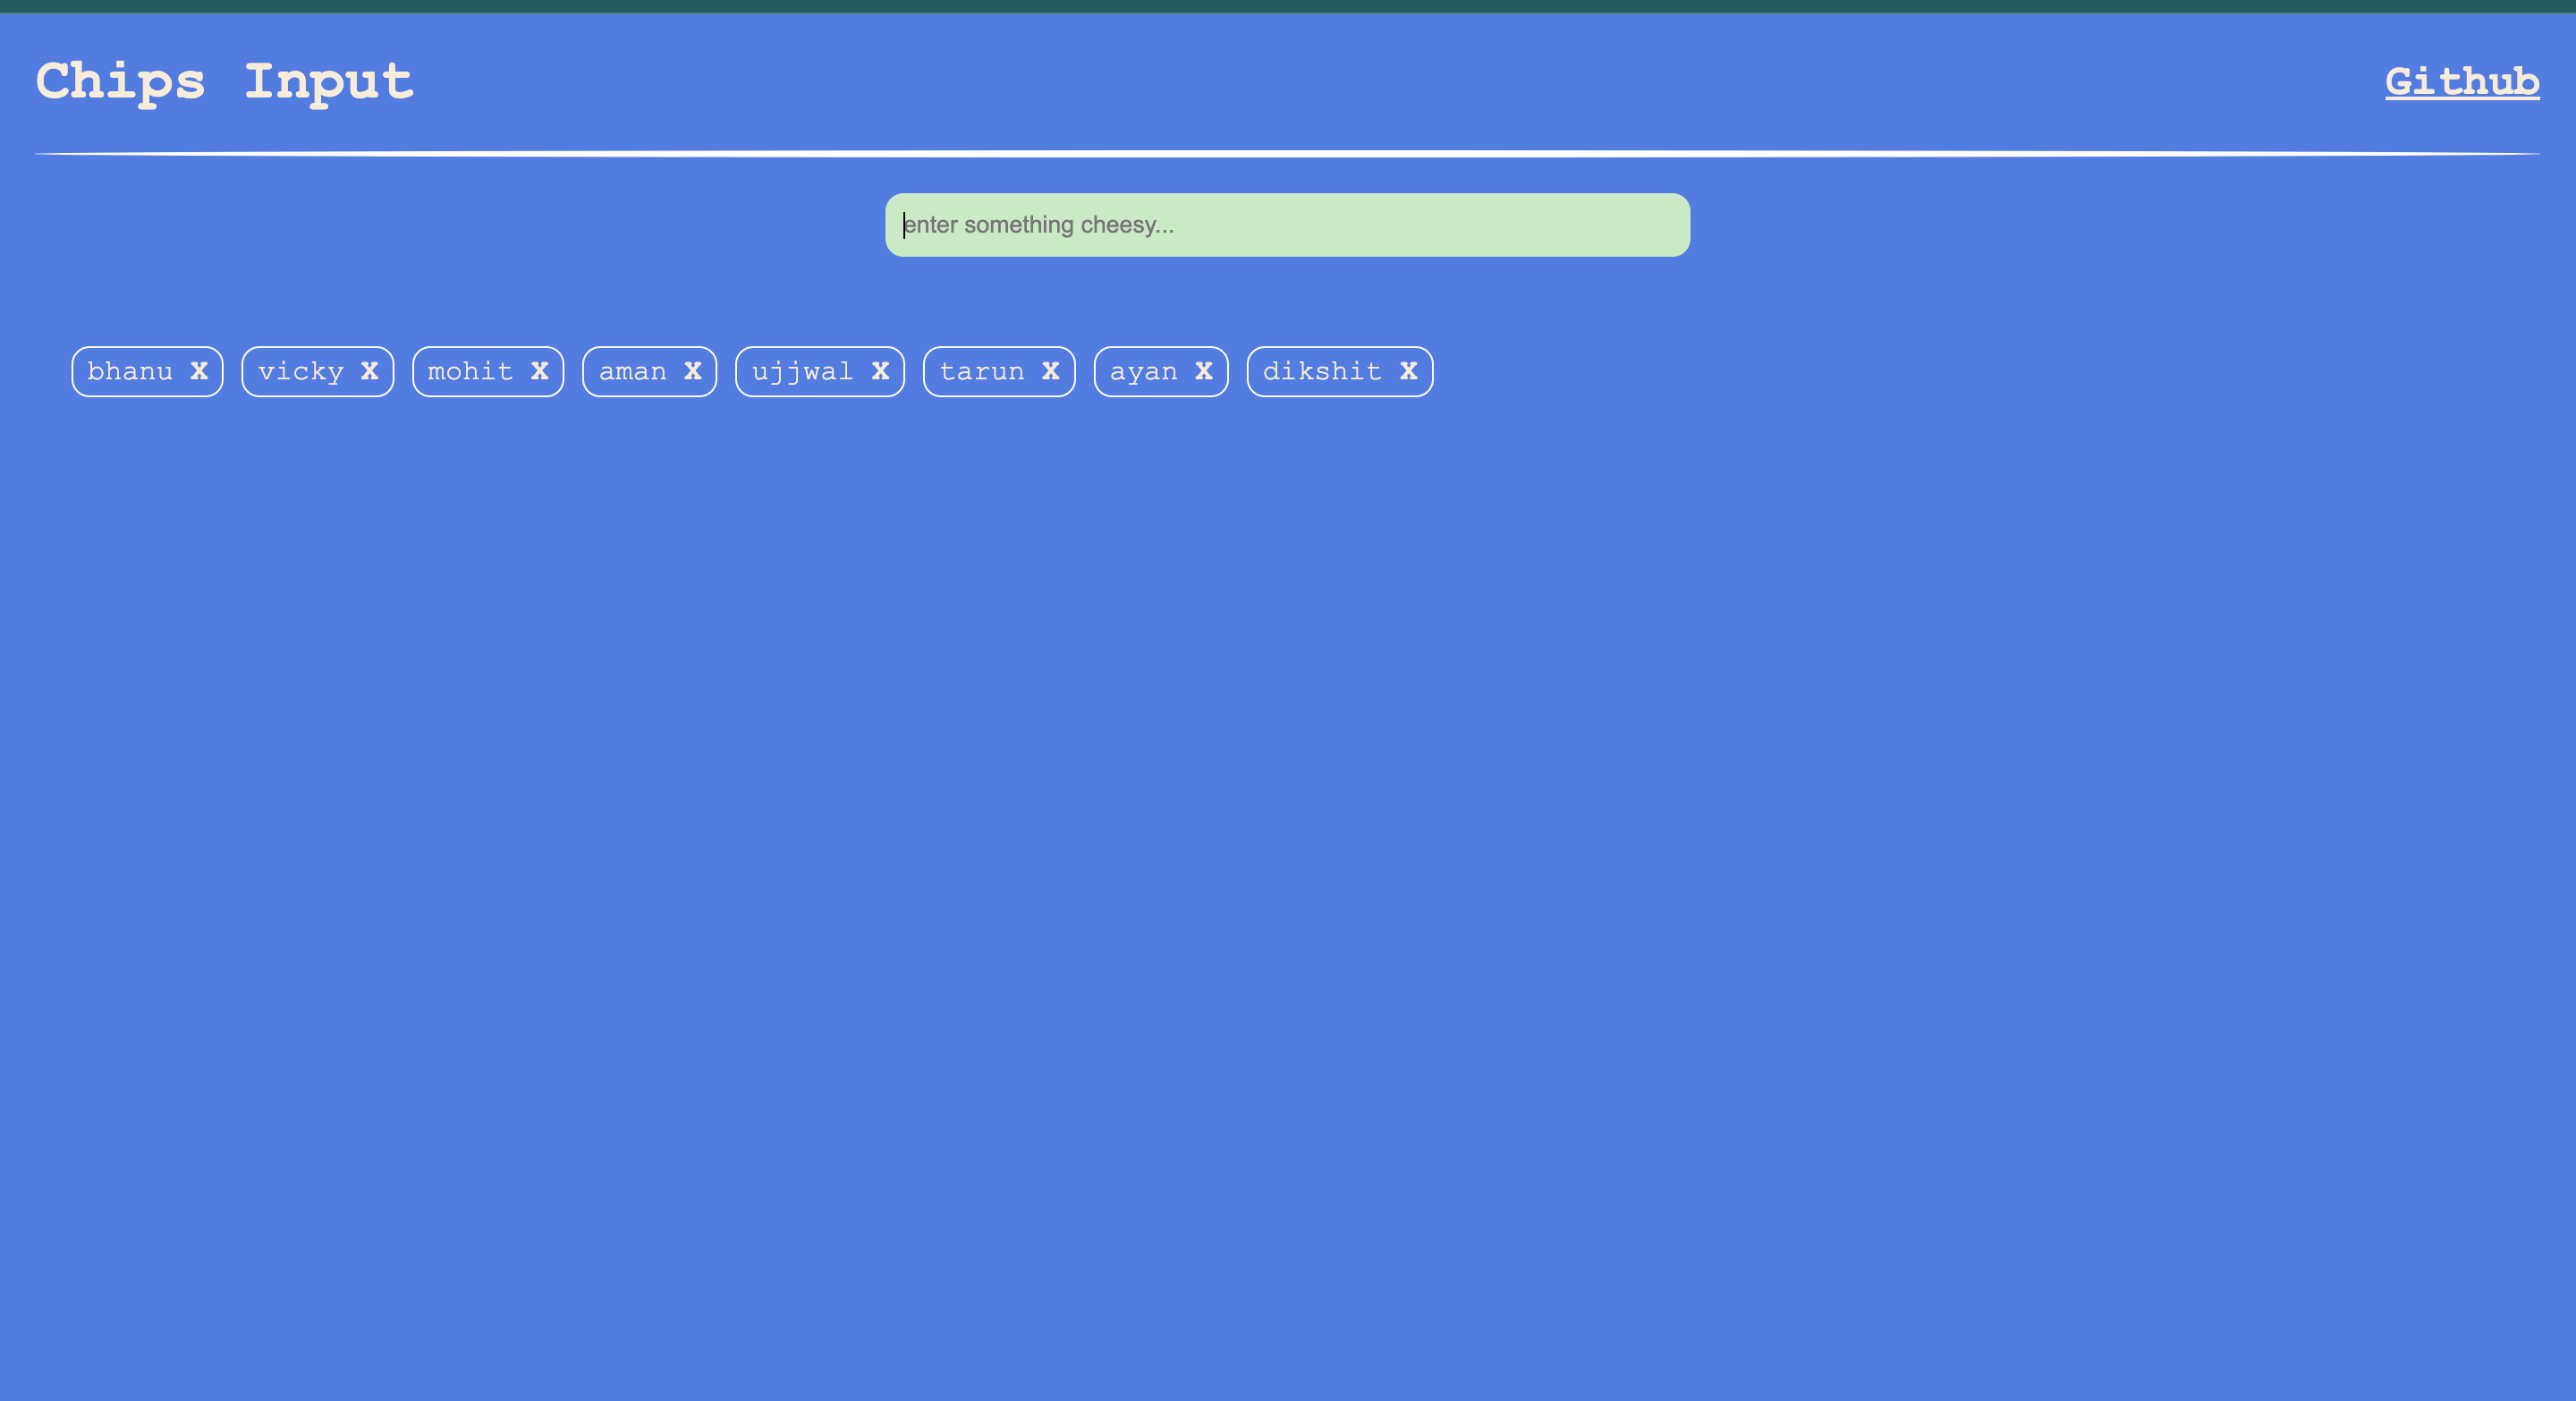 Chips Input Github
enter something cheesy...
bhanu X vicky X mohit X aman X ujjwal X tarun X ayan X dikshit X